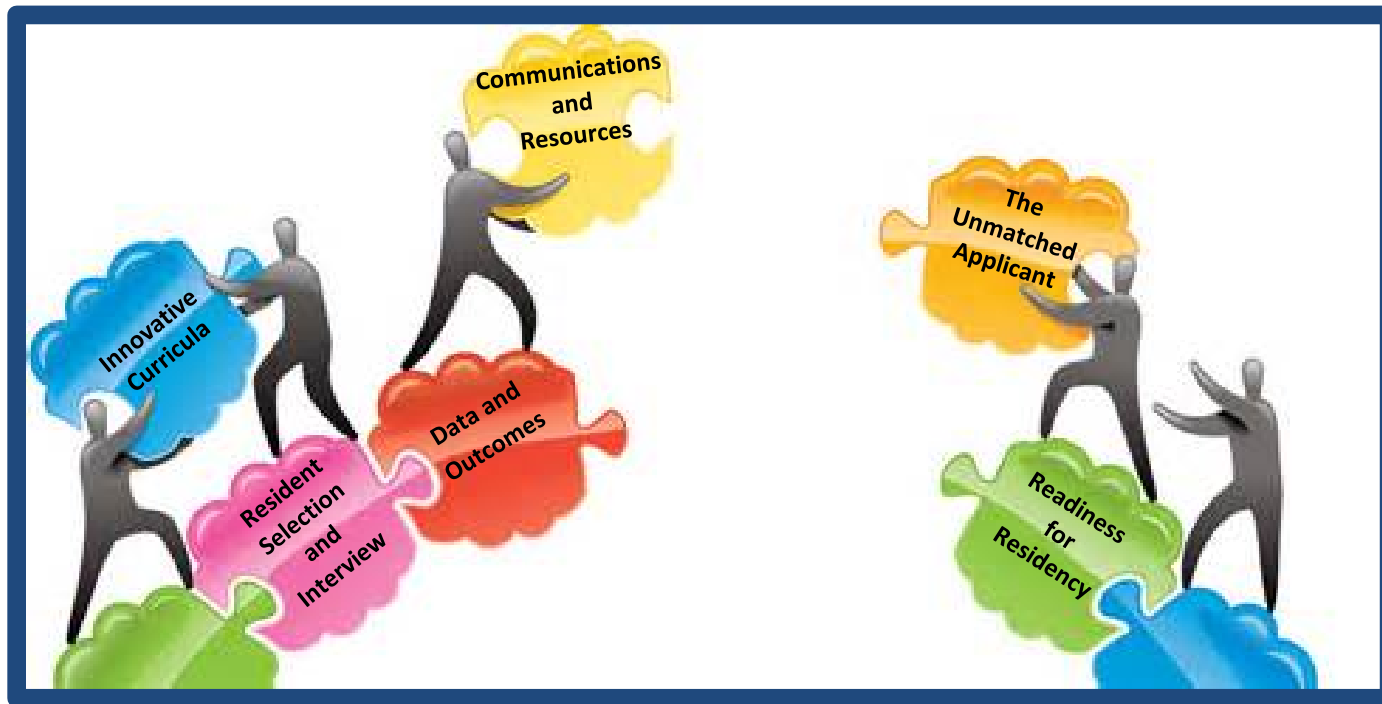 Communications
and
Resources
The
Unmatched
Applicant
Innovative
Curricula
Data and
Outcomes
Resident
Selection
and
Interview
Readiness
for
Residency